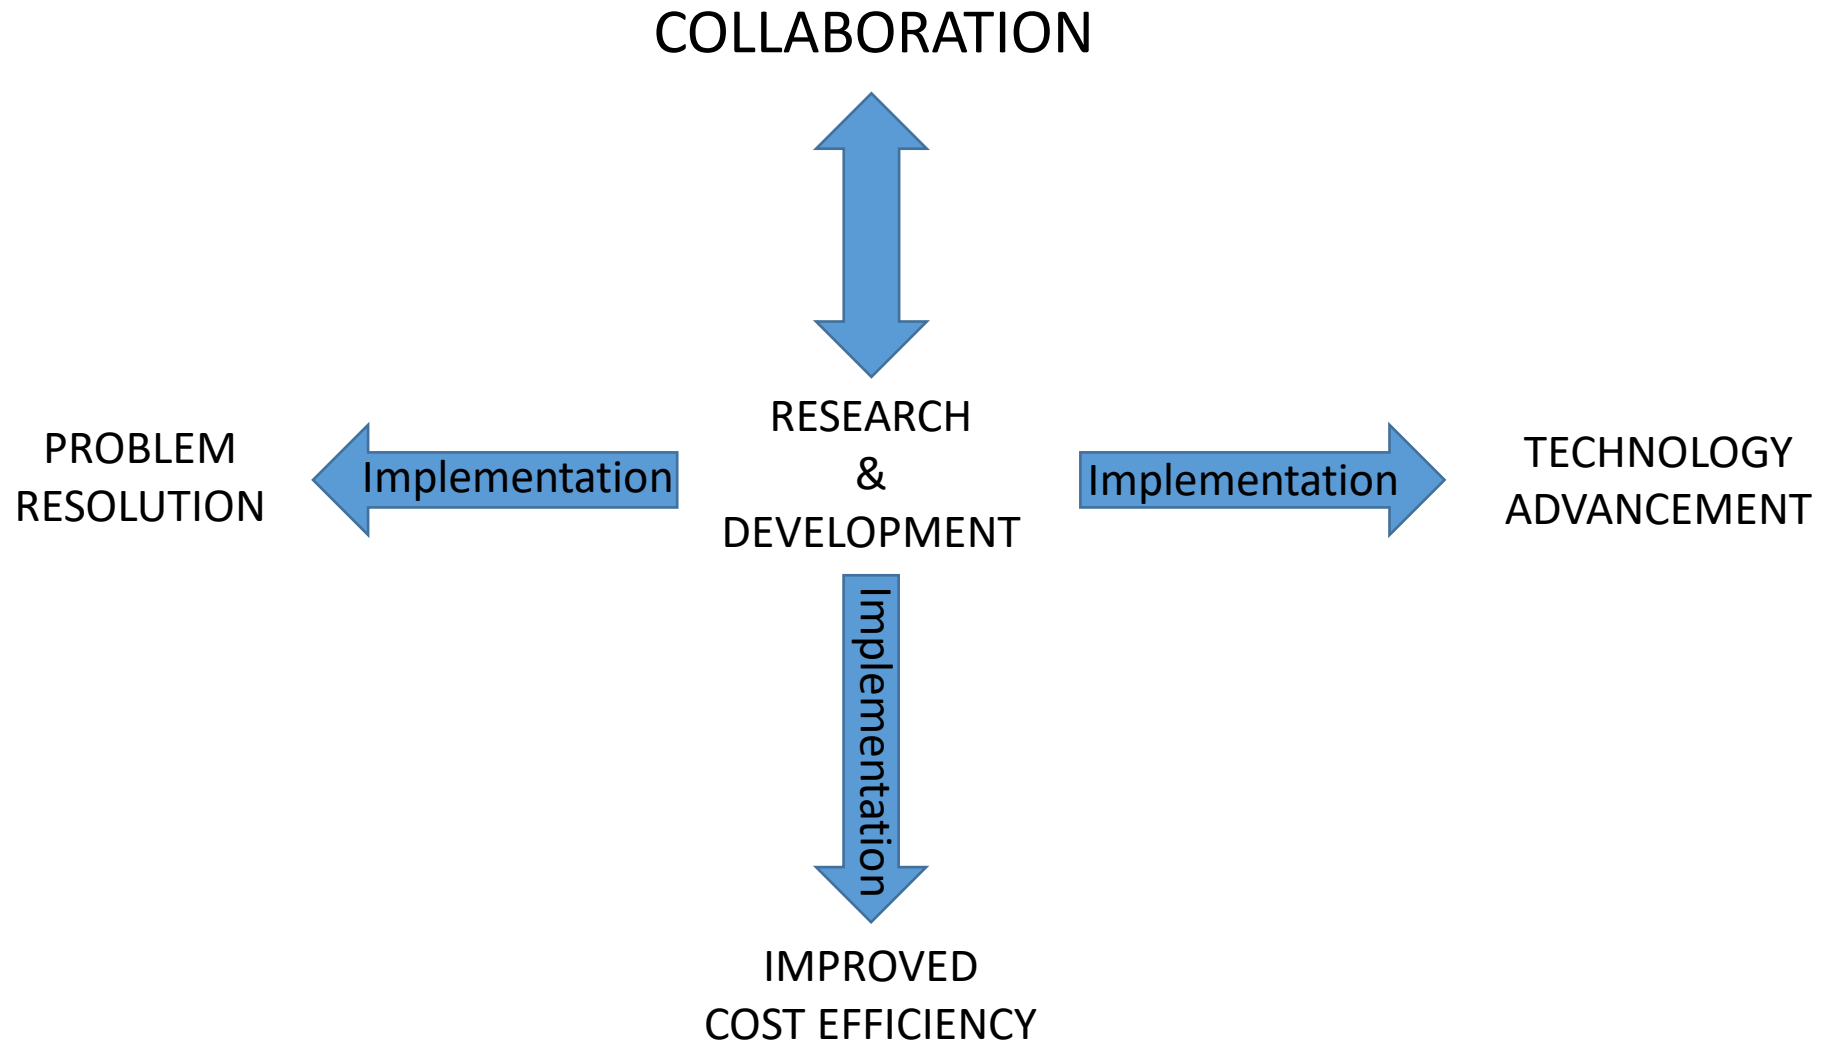 COLLABORATION
RESEARCH
&
DEVELOPMENT
PROBLEM
RESOLUTION
Implementation
Implementation
TECHNOLOGY
ADVANCEMENT
Implementation
IMPROVED
COST EFFICIENCY